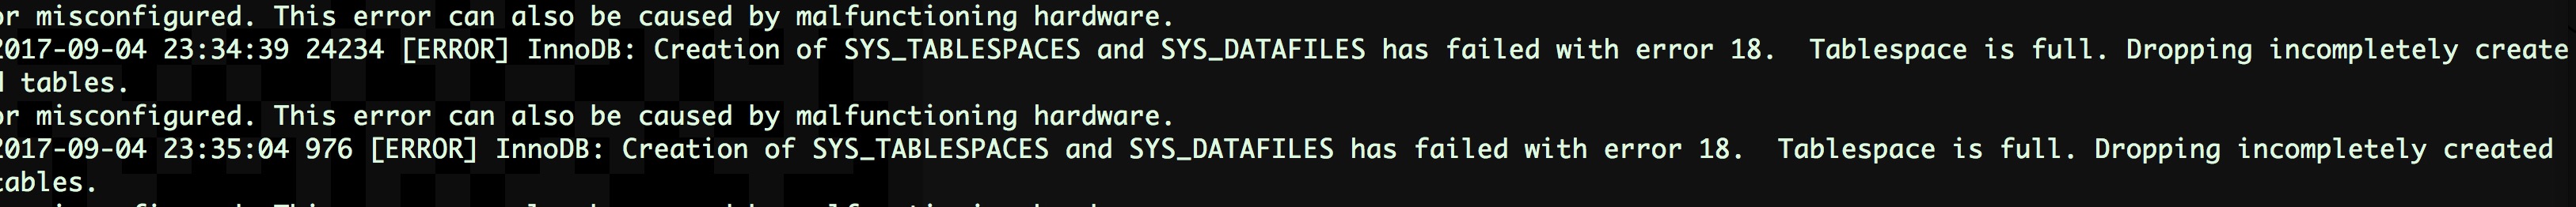 or misconfigured. This error can also be caused by malfunctioning hardware.
2017-09-04 23:34:39 24234 [ERROR] InnoDB: Creation of SYS_TABLESPACES and SYS_DATAFILES has failed with error 18.  Tablespace is full. Dropping incompletely create
d tables.
or misconfigured. This error can also be caused by malfunctioning hardware.
2017-09-04 23:35:04 976 [ERROR] InnoDB: Creation of SYS_TABLESPACES and SYS_DATAFILES has failed with error 18.  Tablespace is full. Dropping incompletely created
tables.